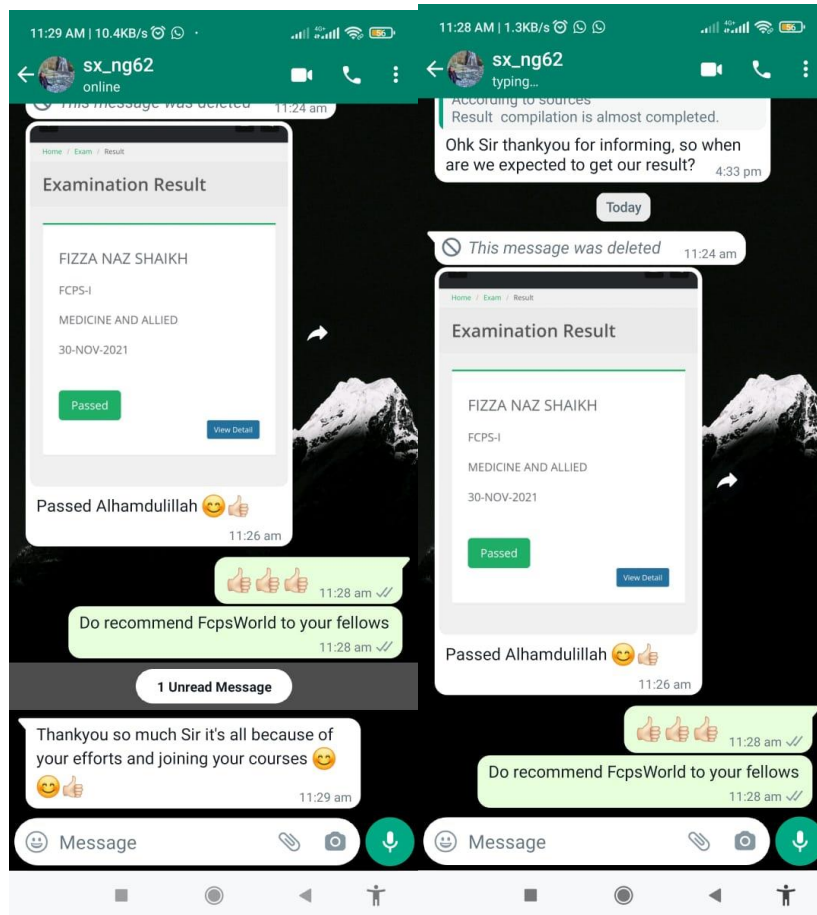 11:29 AM | 10.4KB/s
4G+
56
sx_ng62
online
This message was deleted
11:24 am
Home / Exam / Result
Examination Result
FIZZA NAZ SHAIKH
FCPS-I
MEDICINE AND ALLIED
30-NOV-2021
Passed
View Detail
Passed Alhamdulillah 😊👍🏻
11:26 am
👍🏻👍🏻👍🏻 11:28 am
Do recommend FcpsWorld to your fellows
11:28 am
1 Unread Message
Thankyou so much Sir it's all because of
your efforts and joining your courses 😊
😊👍🏻
11:29 am
Message
11:28 AM | 1.3KB/s
4G+
56
sx_ng62
typing...
According to sources
Result compilation is almost completed.
Ohk Sir thankyou for informing, so when
are we expected to get our result? 4:33 pm
Today
This message was deleted 11:24 am
Home / Exam / Result
Examination Result
FIZZA NAZ SHAIKH
FCPS-I
MEDICINE AND ALLIED
30-NOV-2021
Passed
View Detail
Passed Alhamdulillah 😊👍🏻
11:26 am
👍🏻👍🏻👍🏻 11:28 am
Do recommend FcpsWorld to your fellows
11:28 am
Message